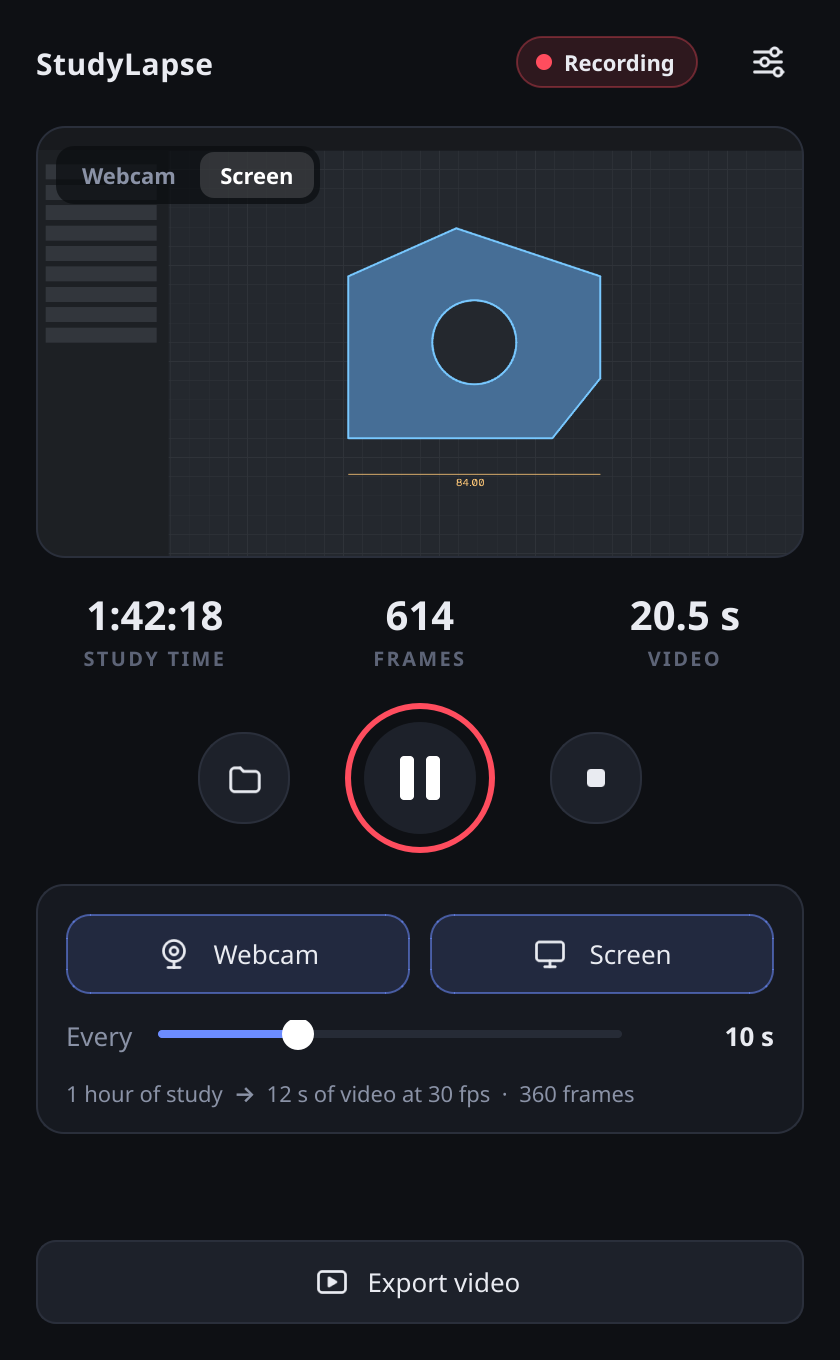 StudyLapse
Recording
Webcam Screen
84.00
1:42:18 614 20.5 s
STUDY TIME FRAMES VIDEO
Webcam Screen
Every 10 s
1 hour of study → 12 s of video at 30 fps · 360 frames
Export video